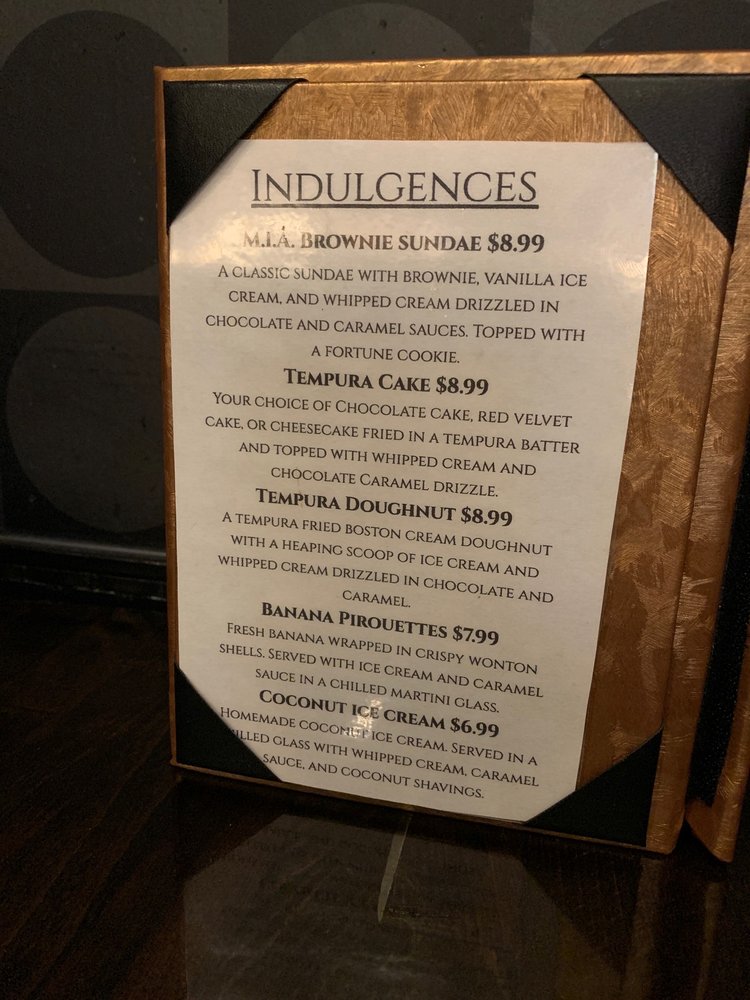 INDULGENCES
M.I.A. BROWNIE SUNDAE $8.99
A CLASSIC SUNDAE WITH BROWNIE, VANILLA ICE
CREAM, AND WHIPPED CREAM DRIZZLED IN
CHOCOLATE AND CARAMEL SAUCES. TOPPED WITH
A FORTUNE COOKIE.
TEMPURA CAKE $8.99
YOUR CHOICE OF CHOCOLATE CAKE, RED VELVET
CAKE, OR CHEESECAKE FRIED IN A TEMPURA BATTER
AND TOPPED WITH WHIPPED CREAM AND
CHOCOLATE CARAMEL DRIZZLE.
TEMPURA DOUGHNUT $8.99
A TEMPURA FRIED BOSTON CREAM DOUGHNUT
WITH A HEAPING SCOOP OF ICE CREAM AND
WHIPPED CREAM DRIZZLED IN CHOCOLATE AND
CARAMEL.
BANANA PIROUETTES $7.99
FRESH BANANA WRAPPED IN CRISPY WONTON
SHELLS. SERVED WITH ICE CREAM AND CARAMEL
SAUCE IN A CHILLED MARTINI GLASS.
COCONUT ICE CREAM $6.99
HOMEMADE COCONUT ICE CREAM. SERVED IN A
GLASS WITH WHIPPED CREAM, CARAMEL
SAUCE, AND COCONUT SHAVINGS.